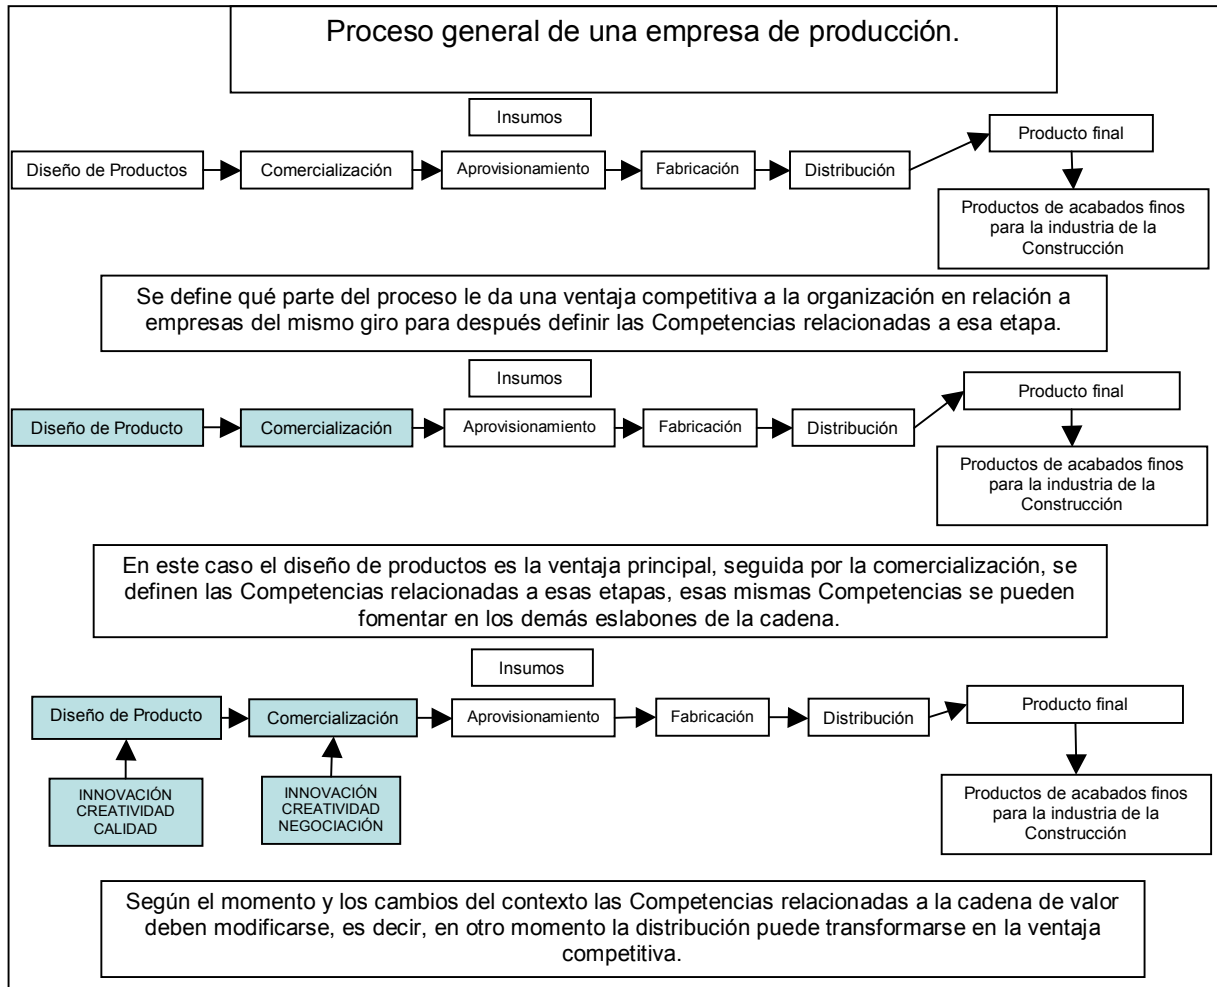 Proceso general de una empresa de producción.
Insumos
Diseño de Productos
Comercialización
Aprovisionamiento
Fabricación
Distribución
Producto final
Productos de acabados finos
para la industria de la
Construcción
Se define qué parte del proceso le da una ventaja competitiva a la organización en relación a
empresas del mismo giro para después definir las Competencias relacionadas a esa etapa.
Insumos
Diseño de Producto
Comercialización
Aprovisionamiento
Fabricación
Distribución
Producto final
Productos de acabados finos
para la industria de la
Construcción
En este caso el diseño de productos es la ventaja principal, seguida por la comercialización, se
definen las Competencias relacionadas a esas etapas, esas mismas Competencias se pueden
fomentar en los demás eslabones de la cadena.
Insumos
Diseño de Producto
Comercialización
Aprovisionamiento
Fabricación
Distribución
Producto final
INNOVACIÓN
CREATIVIDAD
CALIDAD
INNOVACIÓN
CREATIVIDAD
NEGOCIACIÓN
Productos de acabados finos
para la industria de la
Construcción
Según el momento y los cambios del contexto las Competencias relacionadas a la cadena de valor
deben modificarse, es decir, en otro momento la distribución puede transformarse en la ventaja
competitiva.